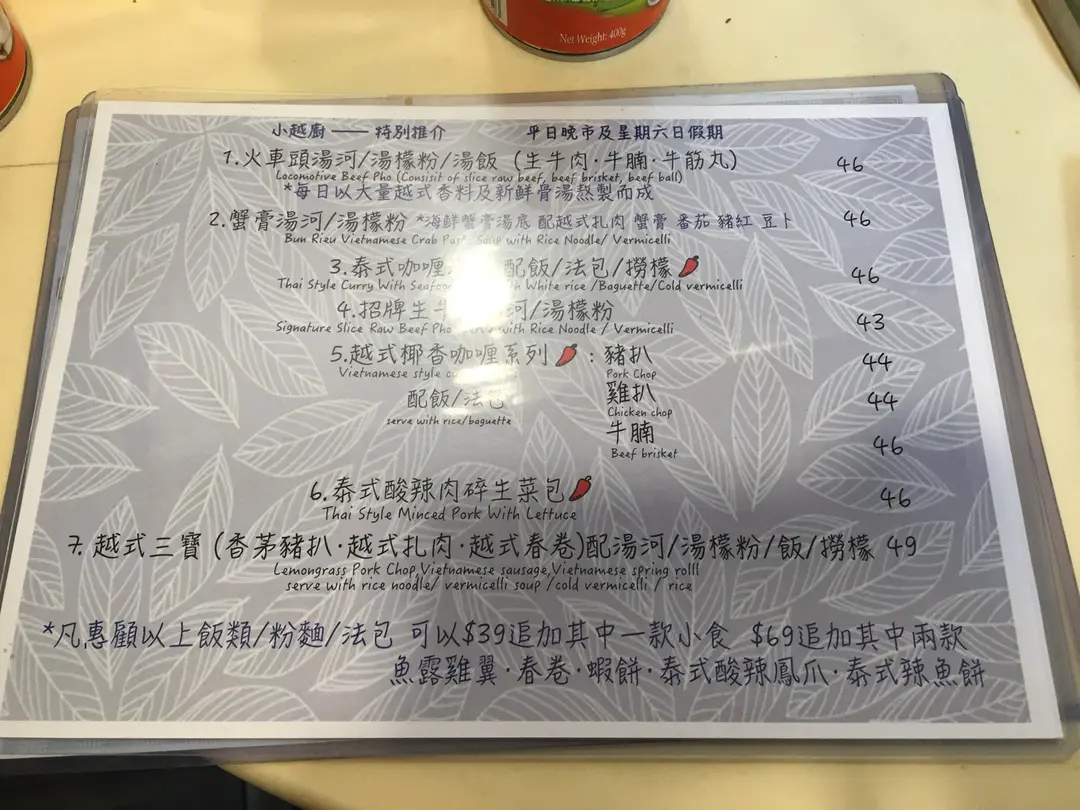 Net Weight: 400g
小越廚 —— 特別推介 平日晚市及星期六日假期
1.火車頭湯河/湯檬粉/湯飯 (生牛肉·牛腩·牛筋丸) 46
Locomotive Beef Pho (Consisit of slice raw beef, beef brisket, beef ball)
*每日以大量越式香料及新鮮骨湯熬製而成
2.蟹膏湯河/湯檬粉 *海鮮蟹膏湯底 配越式扎肉 蟹膏 番茄 豬紅 豆卜 46
Bun Rieu Vietnamese Crab Paste Soup with Rice Noodle/ Vermicelli
3.泰式咖喱 配飯/法包/撈檬 46
Thai Style Curry With Seafood White rice /Baguette/Cold vermicelli
4.招牌生牛 河/湯檬粉 43
Signature Slice Raw Beef Pho with Rice Noodle / Vermicelli
5.越式椰香咖喱系列 : 豬扒 44
Vietnamese style Pork Chop
配飯/法包 雞扒 44
serve with rice/baguette Chicken chop
牛腩 46
Beef brisket
6.泰式酸辣肉碎生菜包 46
Thai Style Minced Pork With Lettuce
7. 越式三寶 (香茅豬扒·越式扎肉·越式春卷)配湯河/湯檬粉/飯/撈檬 49
Lemongrass Pork Chop,Vietnamese sausage,Vietnamese spring rolll
serve with rice noodle/ vermicelli soup /cold vermicelli / rice
*凡惠顧以上飯類/粉麵/法包 可以$39追加其中一款小食 $69追加其中兩款
魚露雞翼·春卷·蝦餅·泰式酸辣鳳爪·泰式辣魚餅